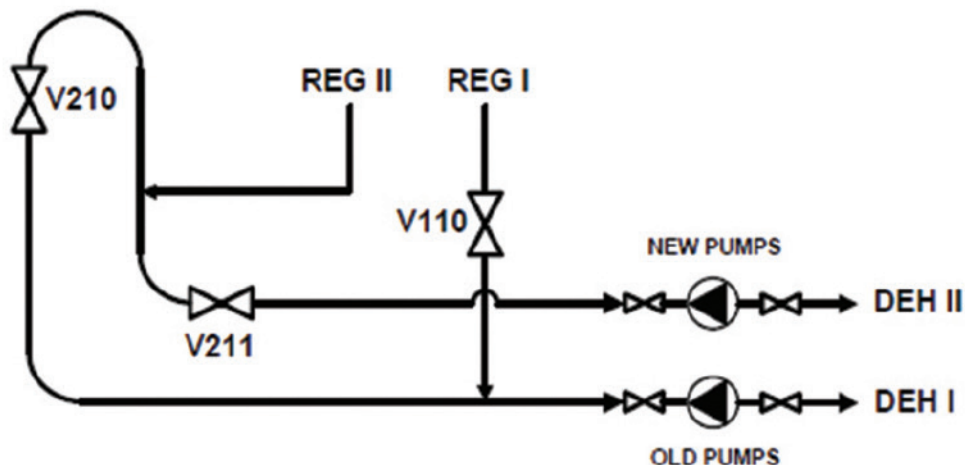 REG II
REG I
V210
V110
NEW PUMPS
DEH II
V211
DEH I
OLD PUMPS